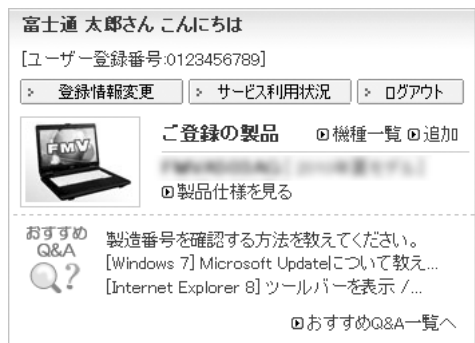 富士通 太郎さん こんにちは
[ユーザー登録番号:0123456789]
登録情報変更 サービス利用状況 ログアウト
FMV
ご登録の製品 機種一覧 追加
製品仕様を見る
おすすめ
Q&A
?
製造番号を確認する方法を教えてください。
[Windows 7] Microsoft Updateについて教え...
[Internet Explorer 8] ツールバーを表示 /...
おすすめQ&A一覧へ